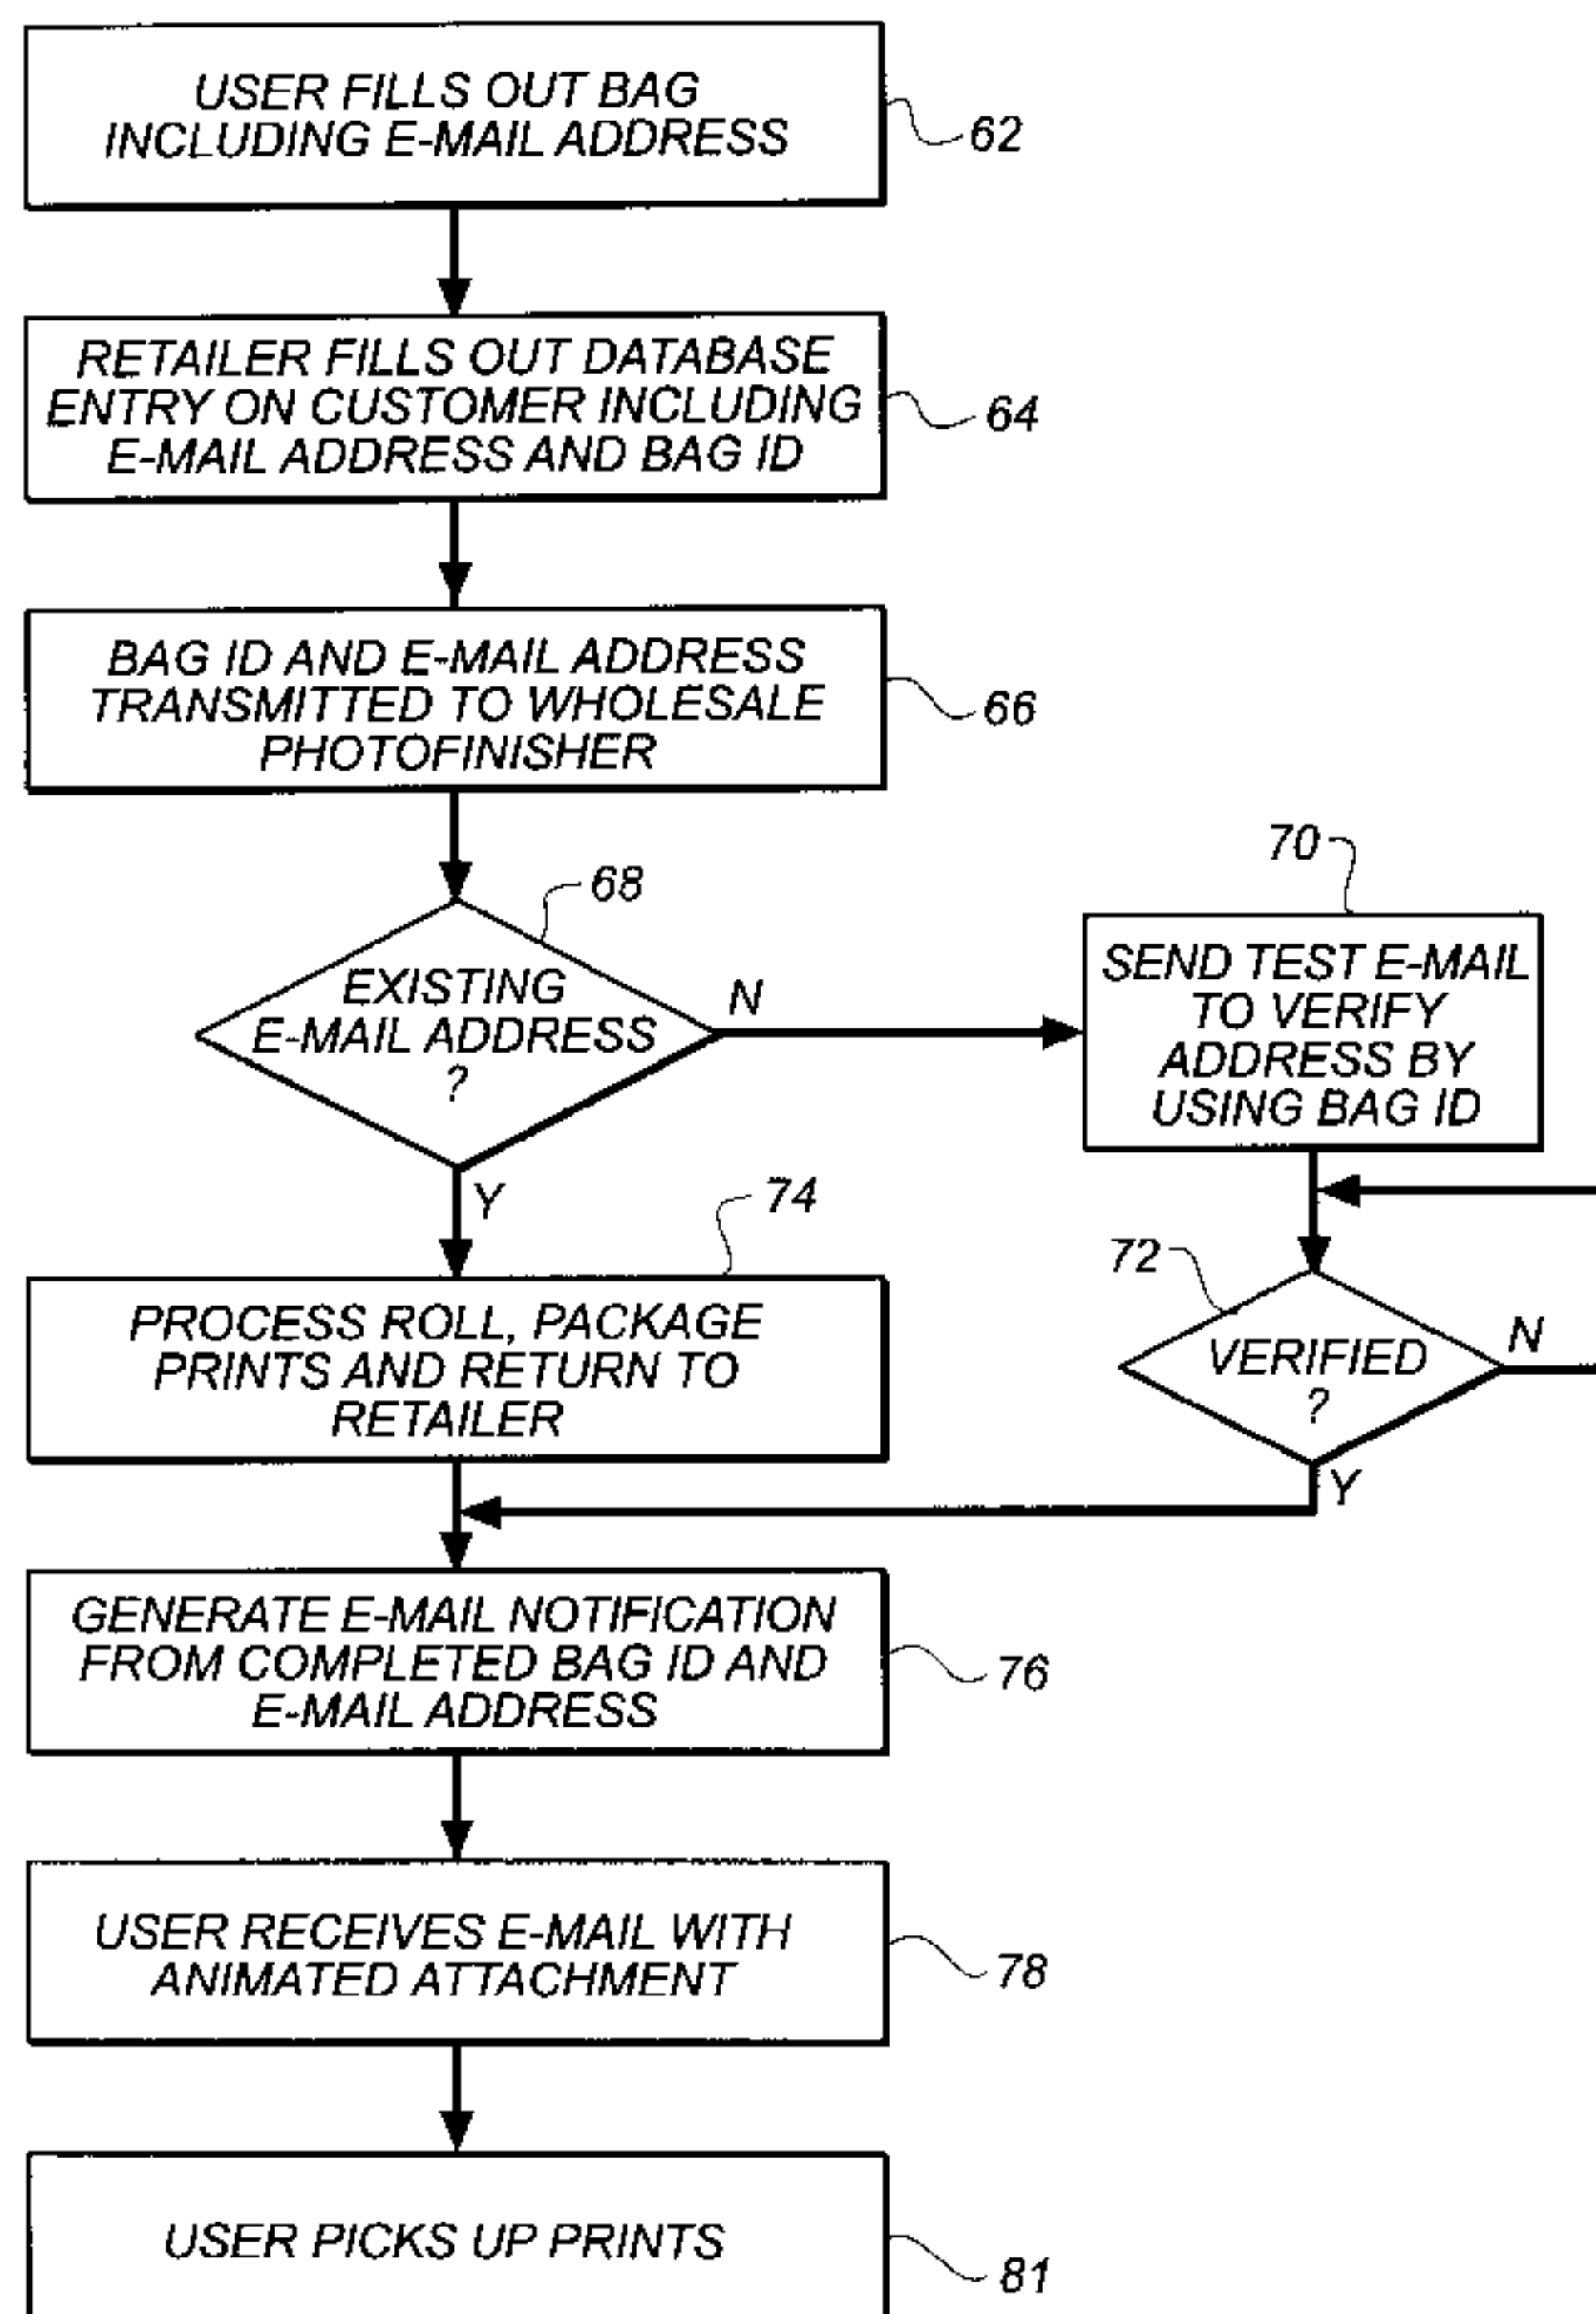 USER FILLS OUT BAG
INCLUDING E-MAIL ADDRESS
62
RETAILER FILLS OUT DATABASE
ENTRY ON CUSTOMER INCLUDING
E-MAIL ADDRESS AND BAG ID
64
BAG ID AND E-MAIL ADDRESS
TRANSMITTED TO WHOLESALE
PHOTOFINISHER
66
68
EXISTING
E-MAIL ADDRESS
?
N
Y
70
SEND TEST E-MAIL
TO VERIFY
ADDRESS BY
USING BAG ID
72
VERIFIED
?
N
Y
74
PROCESS ROLL, PACKAGE
PRINTS AND RETURN TO
RETAILER
GENERATE E-MAIL NOTIFICATION
FROM COMPLETED BAG ID AND
E-MAIL ADDRESS
76
USER RECEIVES E-MAIL WITH
ANIMATED ATTACHMENT
78
USER PICKS UP PRINTS
81